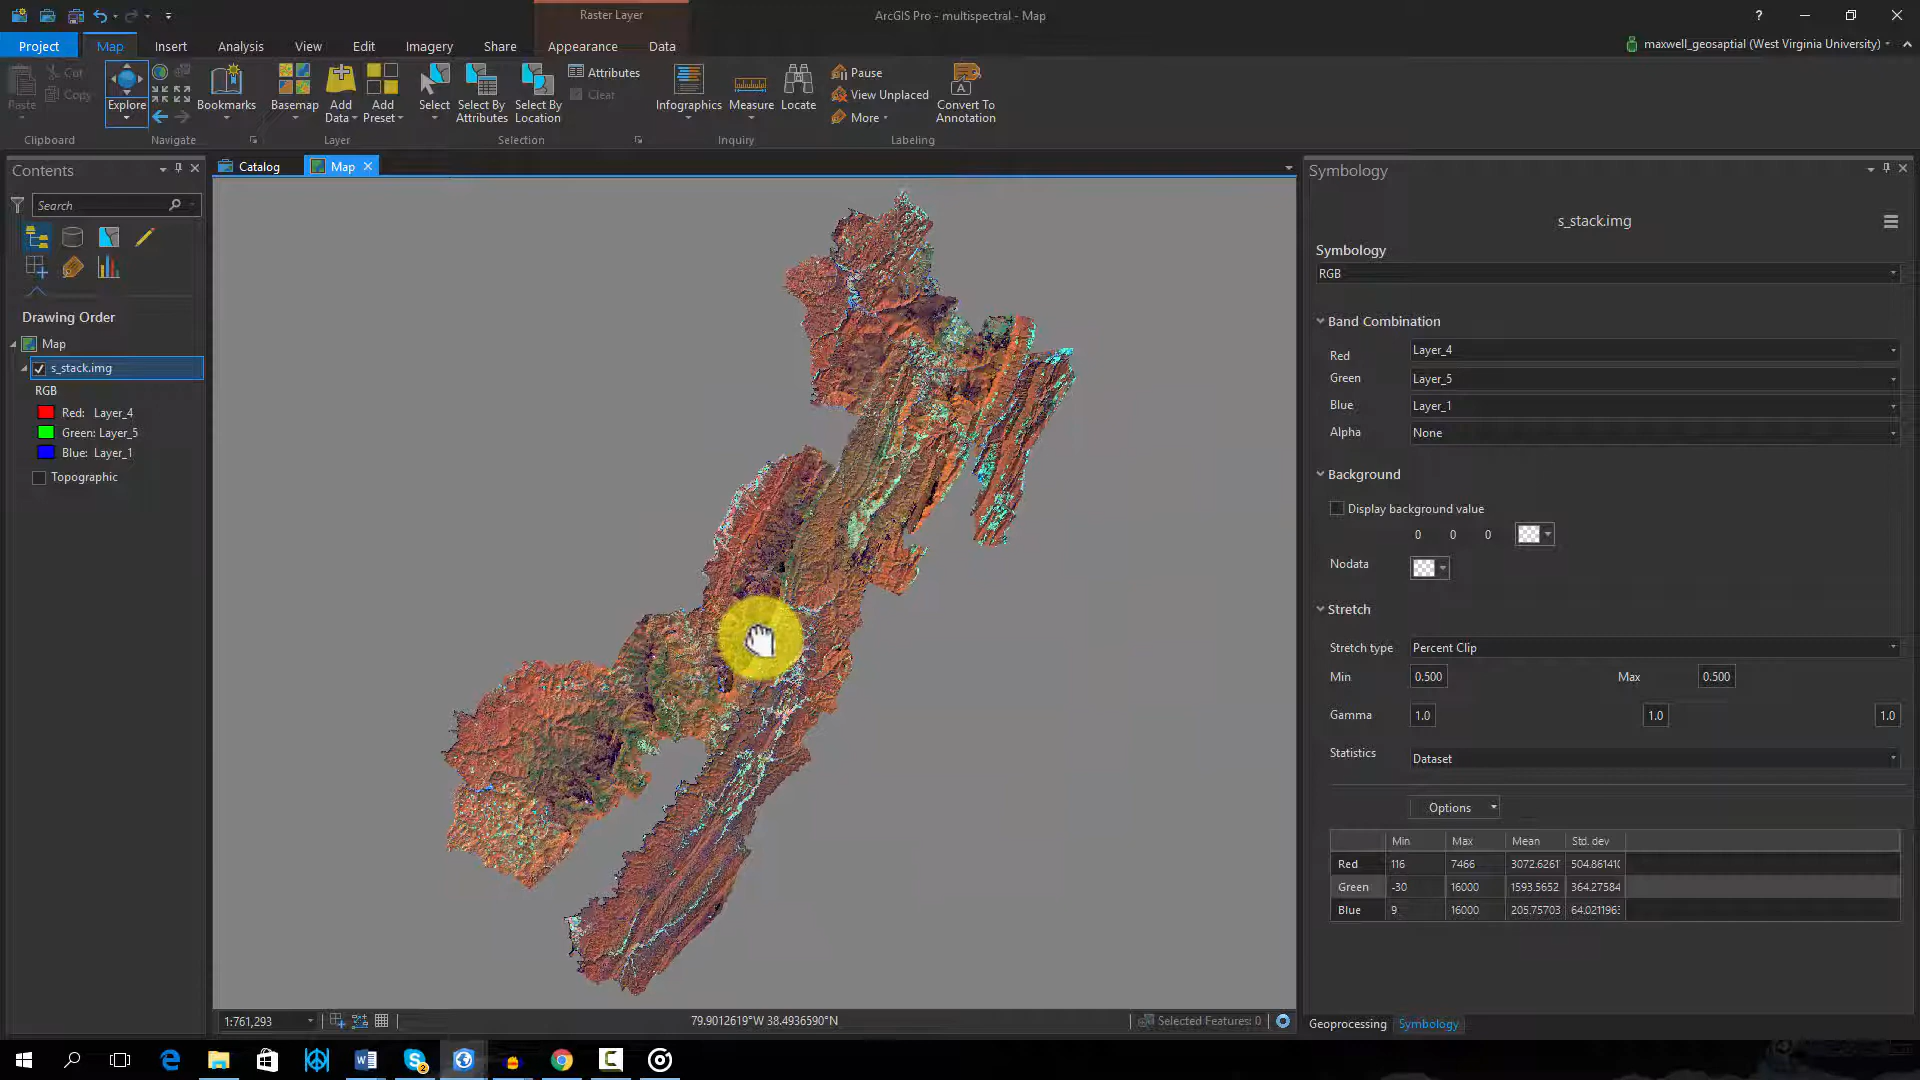 Raster Layer
ArcGIS Pro - multispectral - Map
?
Project
Map
Insert
Analysis
View
Edit
Imagery
Share
Appearance
Data
maxwell_geosaptial (West Virginia University)
Paste
Cut
Copy
Clipboard
Explore
Navigate
Bookmarks
Basemap
Add Data
Add Preset
Layer
Select
Select By Attributes
Select By Location
Attributes
Clear
Selection
Infographics
Measure
Locate
Inquiry
Pause
View Unplaced
More
Convert To Annotation
Labeling
Contents
Search
Drawing Order
Map
s_stack.img
RGB
Red: Layer_4
Green: Layer_5
Blue: Layer_1
Topographic
Catalog
Map
1:761,293
79.9012619°W 38.4936590°N
Selected Features: 0
Symbology
s_stack.img
Symbology
RGB
Band Combination
Red Layer_4
Green Layer_5
Blue Layer_1
Alpha None
Background
Display background value
0 0 0
Nodata
Stretch
Stretch type Percent Clip
Min 0.500 Max 0.500
Gamma 1.0 1.0 1.0
Statistics Dataset
Options
Min Max Mean Std. dev
Red 116 7466 3072.6261 504.861410
Green -30 16000 1593.5652 364.27584
Blue 9 16000 205.75703 64.0211963
Geoprocessing Symbology